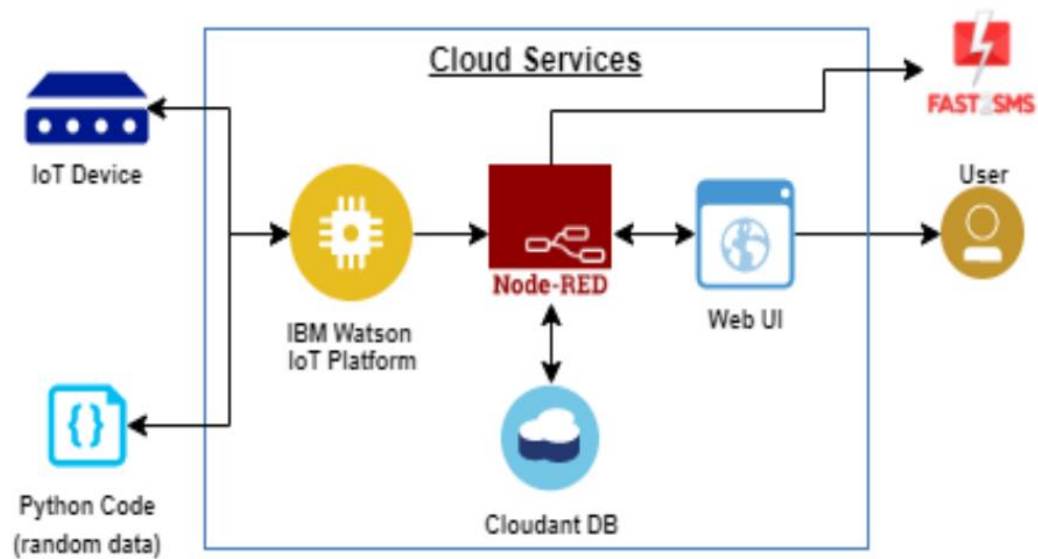 Cloud Services
FAST2SMS
IoT Device
User
Node-RED
IBM Watson
IoT Platform
Web UI
Python Code
(random data)
Cloudant DB